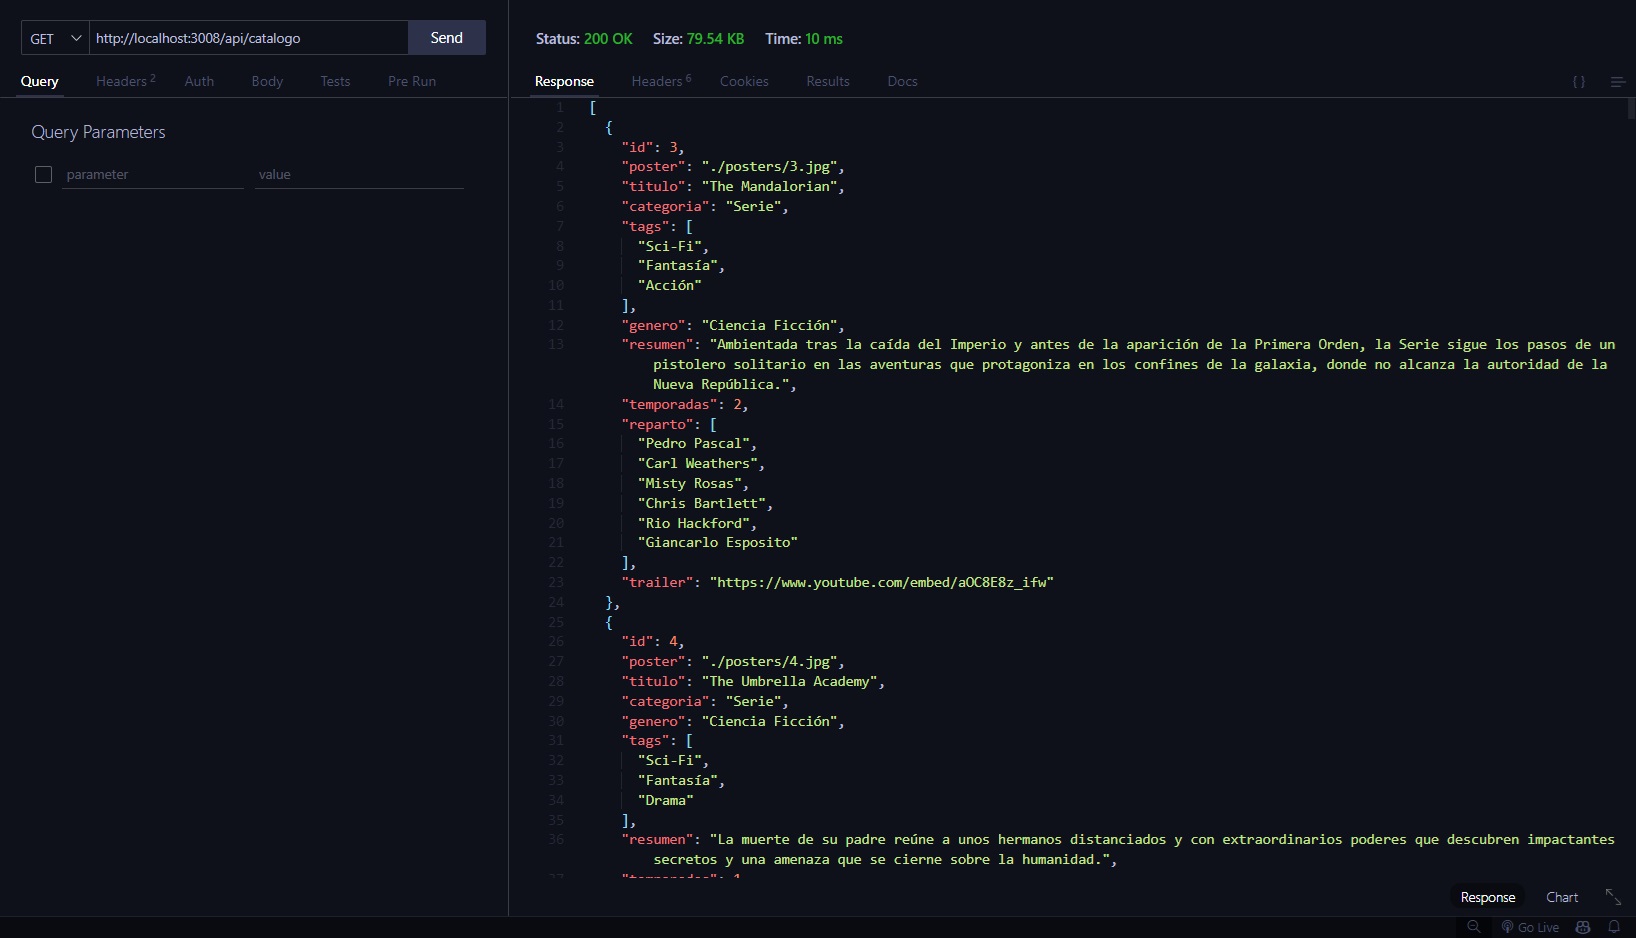 GET http://localhost:3008/api/catalogo Send
Query Headers 2 Auth Body Tests Pre Run
Query Parameters
parameter value
Status: 200 OK Size: 79.54 KB Time: 10 ms
Response Headers 6 Cookies Results Docs { }
1 [
2 {
3 "id": 3,
4 "poster": "./posters/3.jpg",
5 "titulo": "The Mandalorian",
6 "categoria": "Serie",
7 "tags": [
8 "Sci-Fi",
9 "Fantasía",
10 "Acción"
11 ],
12 "genero": "Ciencia Ficción",
13 "resumen": "Ambientada tras la caída del Imperio y antes de la aparición de la Primera Orden, la Serie sigue los pasos de un
pistolero solitario en las aventuras que protagoniza en los confines de la galaxia, donde no alcanza la autoridad de la
Nueva República.",
14 "temporadas": 2,
15 "reparto": [
16 "Pedro Pascal",
17 "Carl Weathers",
18 "Misty Rosas",
19 "Chris Bartlett",
20 "Rio Hackford",
21 "Giancarlo Esposito"
22 ],
23 "trailer": "https://www.youtube.com/embed/aOC8E8z_ifw"
24 },
25 {
26 "id": 4,
27 "poster": "./posters/4.jpg",
28 "titulo": "The Umbrella Academy",
29 "categoria": "Serie",
30 "genero": "Ciencia Ficción",
31 "tags": [
32 "Sci-Fi",
33 "Fantasía",
34 "Drama"
35 ],
36 "resumen": "La muerte de su padre reúne a unos hermanos distanciados y con extraordinarios poderes que descubren impactantes
secretos y una amenaza que se cierne sobre la humanidad.",
Response Chart
Go Live